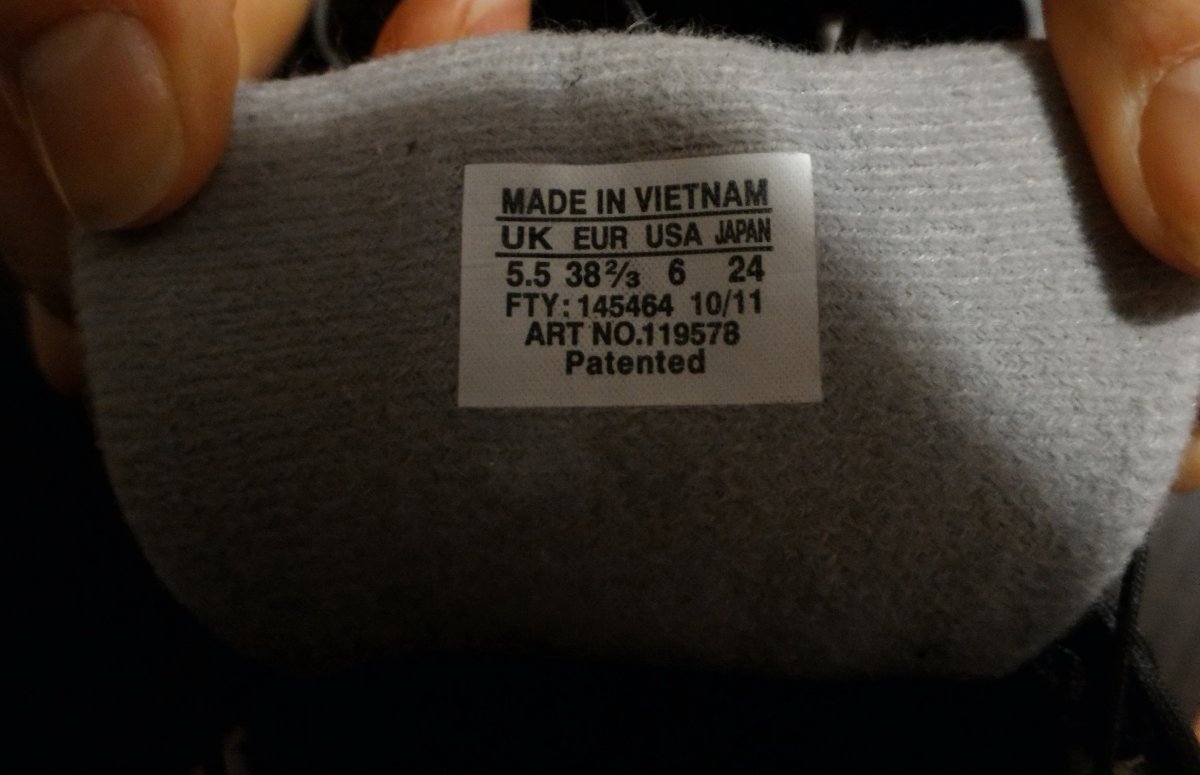 MADE IN VIETNAM
UK EUR USA JAPAN
5.5 38⅔ 6 24
FTY: 145464 10/11
ART NO.119578
Patented